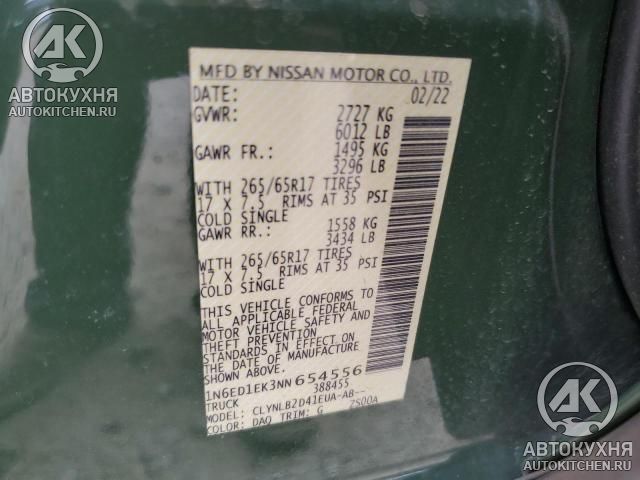 АК
АВТОКУХНЯ
AUTOKITCHEN.RU
MFD BY NISSAN MOTOR CO., LTD.
DATE: 02/22
GVWR: 2727 KG
6012 LB
GAWR FR.: 1495 KG
3296 LB
WITH 265/65R17 TIRES
17 X 7.5 RIMS AT 35 PSI
COLD SINGLE
GAWR RR.: 1558 KG
3434 LB
WITH 265/65R17 TIRES
17 X 7.5 RIMS AT 35 PSI
COLD SINGLE
THIS VEHICLE CONFORMS TO
ALL APPLICABLE FEDERAL
MOTOR VEHICLE SAFETY AND
THEFT PREVENTION
STANDARDS IN EFFECT ON
THE DATE OF MANUFACTURE
1N6ED1EK3NN654556
TRUCK 388455
MODEL: CLYNLB2D41EUA-AB--
COLOR: DAQ TRIM: G ZS00A
АК
АВТОКУХНЯ
AUTOKITCHEN.RU